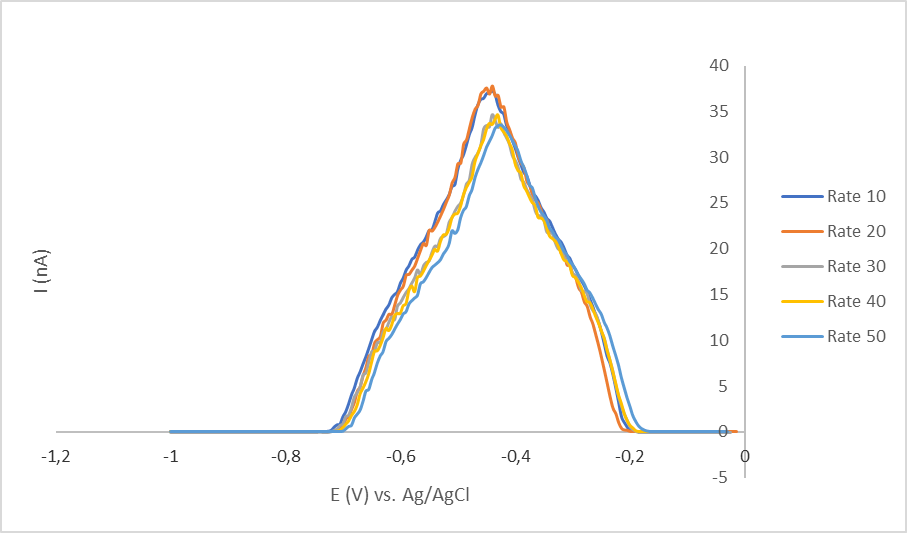 40
35
30
25
20
15
10
5
0
-5
-1,2
-1
-0,8
-0,6
-0,4
-0,2
0
I (nA)
E (V) vs. Ag/AgCl
Rate 10
Rate 20
Rate 30
Rate 40
Rate 50